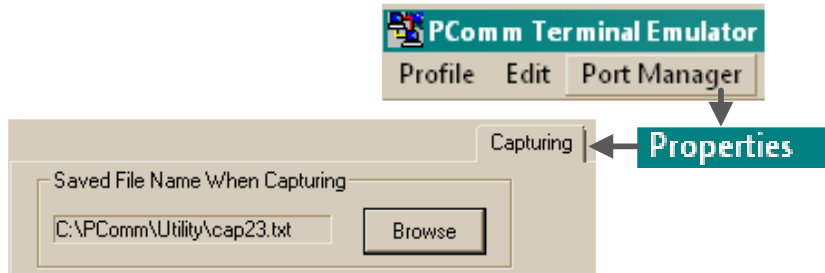 PComm Terminal Emulator
Profile Edit Port Manager
Properties
Capturing
Saved File Name When Capturing
C:\PComm\Utility\cap23.txt Browse